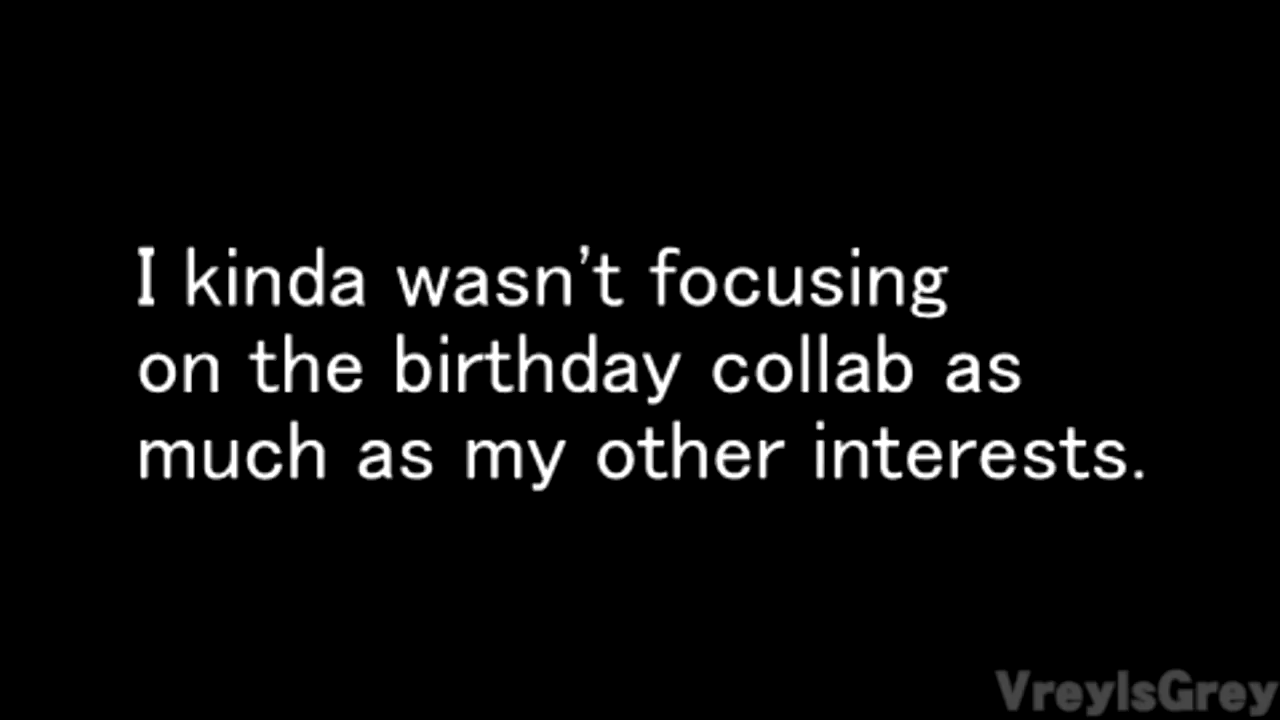 I kinda wasn't focusing
on the birthday collab as
much as my other interests.
VreyIsGrey